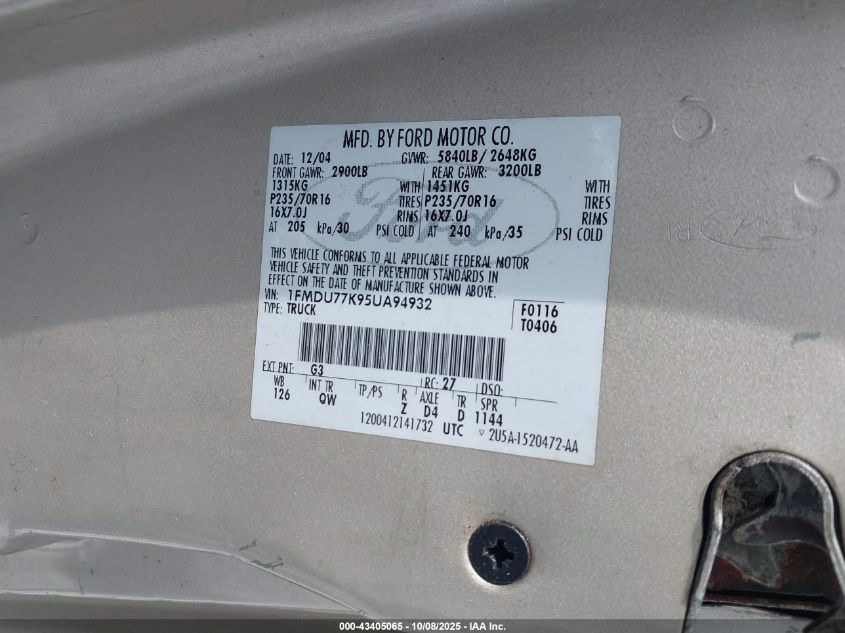 MFD. BY FORD MOTOR CO.
DATE: 12/04 GVWR: 5840LB/ 2648KG
FRONT GAWR: 2900LB REAR GAWR: 3200LB
1315KG WITH 1451KG WITH
P235/70R16 TIRES P235/70R16 TIRES
16X7.0J RIMS 16X7.0J RIMS
AT 205 kPa/30 PSI COLD AT 240 kPa/35 PSI COLD
Ford
THIS VEHICLE CONFORMS TO ALL APPLICABLE FEDERAL MOTOR
VEHICLE SAFETY AND THEFT PREVENTION STANDARDS IN
EFFECT ON THE DATE OF MANUFACTURE SHOWN ABOVE.
VIN: 1FMDU77K95UA94932 F0116
TYPE: TRUCK T0406
EXT PNT: G3 RC: 27 DSO:
WB INT TR TP/PS R AXLE TR SPR
126 QW Z D4 D 1144
1200412141732 UTC 2U5A-1520472-AA
000-43405065 - 10/08/2025 - IAA Inc.